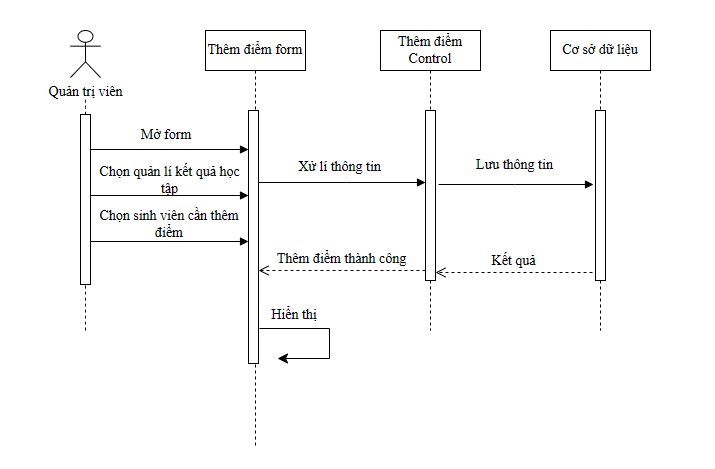 Thêm điểm form
Thêm điểm
Control
Cơ sở dữ liệu
Quản trị viên
Mở form
Chọn quản lí kết quả học
tập
Xử lí thông tin
Lưu thông tin
Chọn sinh viên cần thêm
điểm
Thêm điểm thành công
Kết quả
Hiển thị